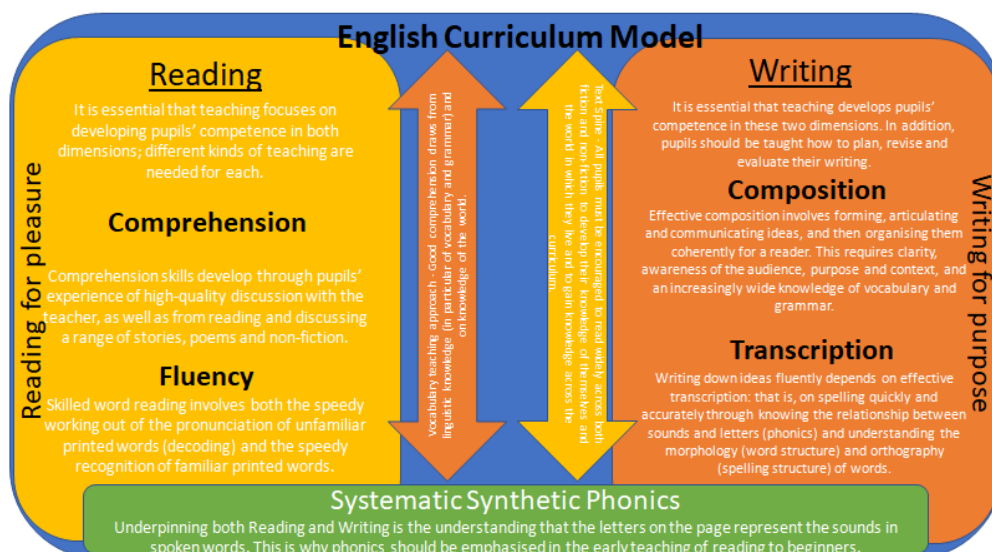 English Curriculum Model
Reading for pleasure
Reading
It is essential that teaching focuses on
developing pupils' competence in both
dimensions; different kinds of teaching are
needed for each.
Comprehension
Comprehension skills develop through pupils'
experience of high-quality discussion with the
teacher, as well as from reading and discussing
a range of stories, poems and non-fiction.
Fluency
Skilled word reading involves both the speedy
working out of the pronunciation of unfamiliar
printed words (decoding) and the speedy
recognition of familiar printed words.
Vocabulary teaching approach - Good comprehension draws from
linguistic knowledge (in particular of vocabulary and grammar) and
on knowledge of the world.
Text Spine - All pupils must be encouraged to read widely across both
fiction and non-fiction to develop their knowledge of themselves and
the world in which they live and to gain knowledge across the
curriculum.
Writing
It is essential that teaching develops pupils'
competence in these two dimensions. In addition,
pupils should be taught how to plan, revise and
evaluate their writing.
Composition
Effective composition involves forming, articulating
and communicating ideas, and then organising them
coherently for a reader. This requires clarity,
awareness of the audience, purpose and context, and
an increasingly wide knowledge of vocabulary and
grammar.
Transcription
Writing down ideas fluently depends on effective
transcription: that is, on spelling quickly and
accurately through knowing the relationship between
sounds and letters (phonics) and understanding the
morphology (word structure) and orthography
(spelling structure) of words.
Writing for purpose
Systematic Synthetic Phonics
Underpinning both Reading and Writing is the understanding that the letters on the page represent the sounds in
spoken words. This is why phonics should be emphasised in the early teaching of reading to beginners.